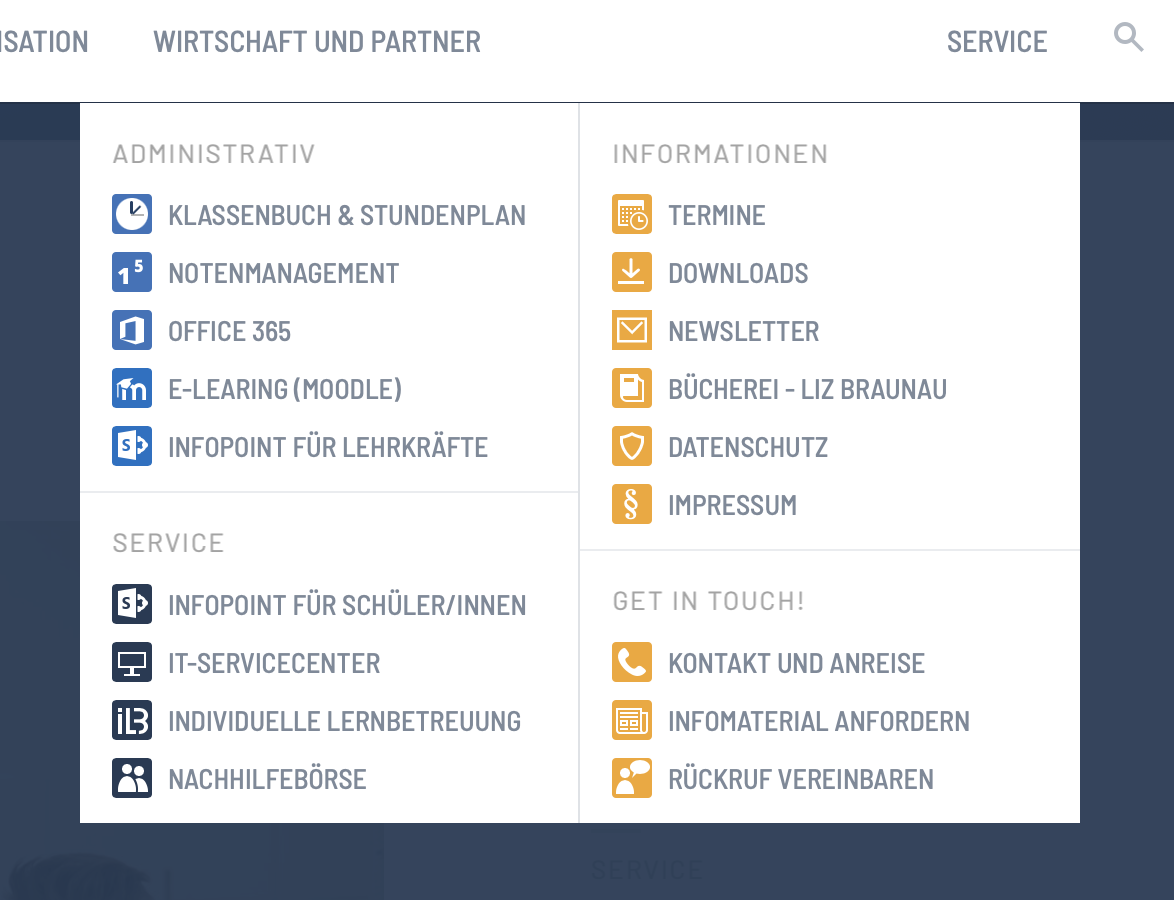 ISATION
WIRTSCHAFT UND PARTNER
SERVICE
ADMINISTRATIV
KLASSENBUCH & STUNDENPLAN
1 5 NOTENMANAGEMENT
OFFICE 365
m E-LEARING (MOODLE)
S INFOPOINT FÜR LEHRKRÄFTE
SERVICE
S INFOPOINT FÜR SCHÜLER/INNEN
IT-SERVICECENTER
ILB INDIVIDUELLE LERNBETREUUNG
NACHHILFEBÖRSE
INFORMATIONEN
TERMINE
DOWNLOADS
NEWSLETTER
BÜCHEREI - LIZ BRAUNAU
DATENSCHUTZ
§ IMPRESSUM
GET IN TOUCH!
KONTAKT UND ANREISE
INFOMATERIAL ANFORDERN
RÜCKRUF VEREINBAREN
SERVICE